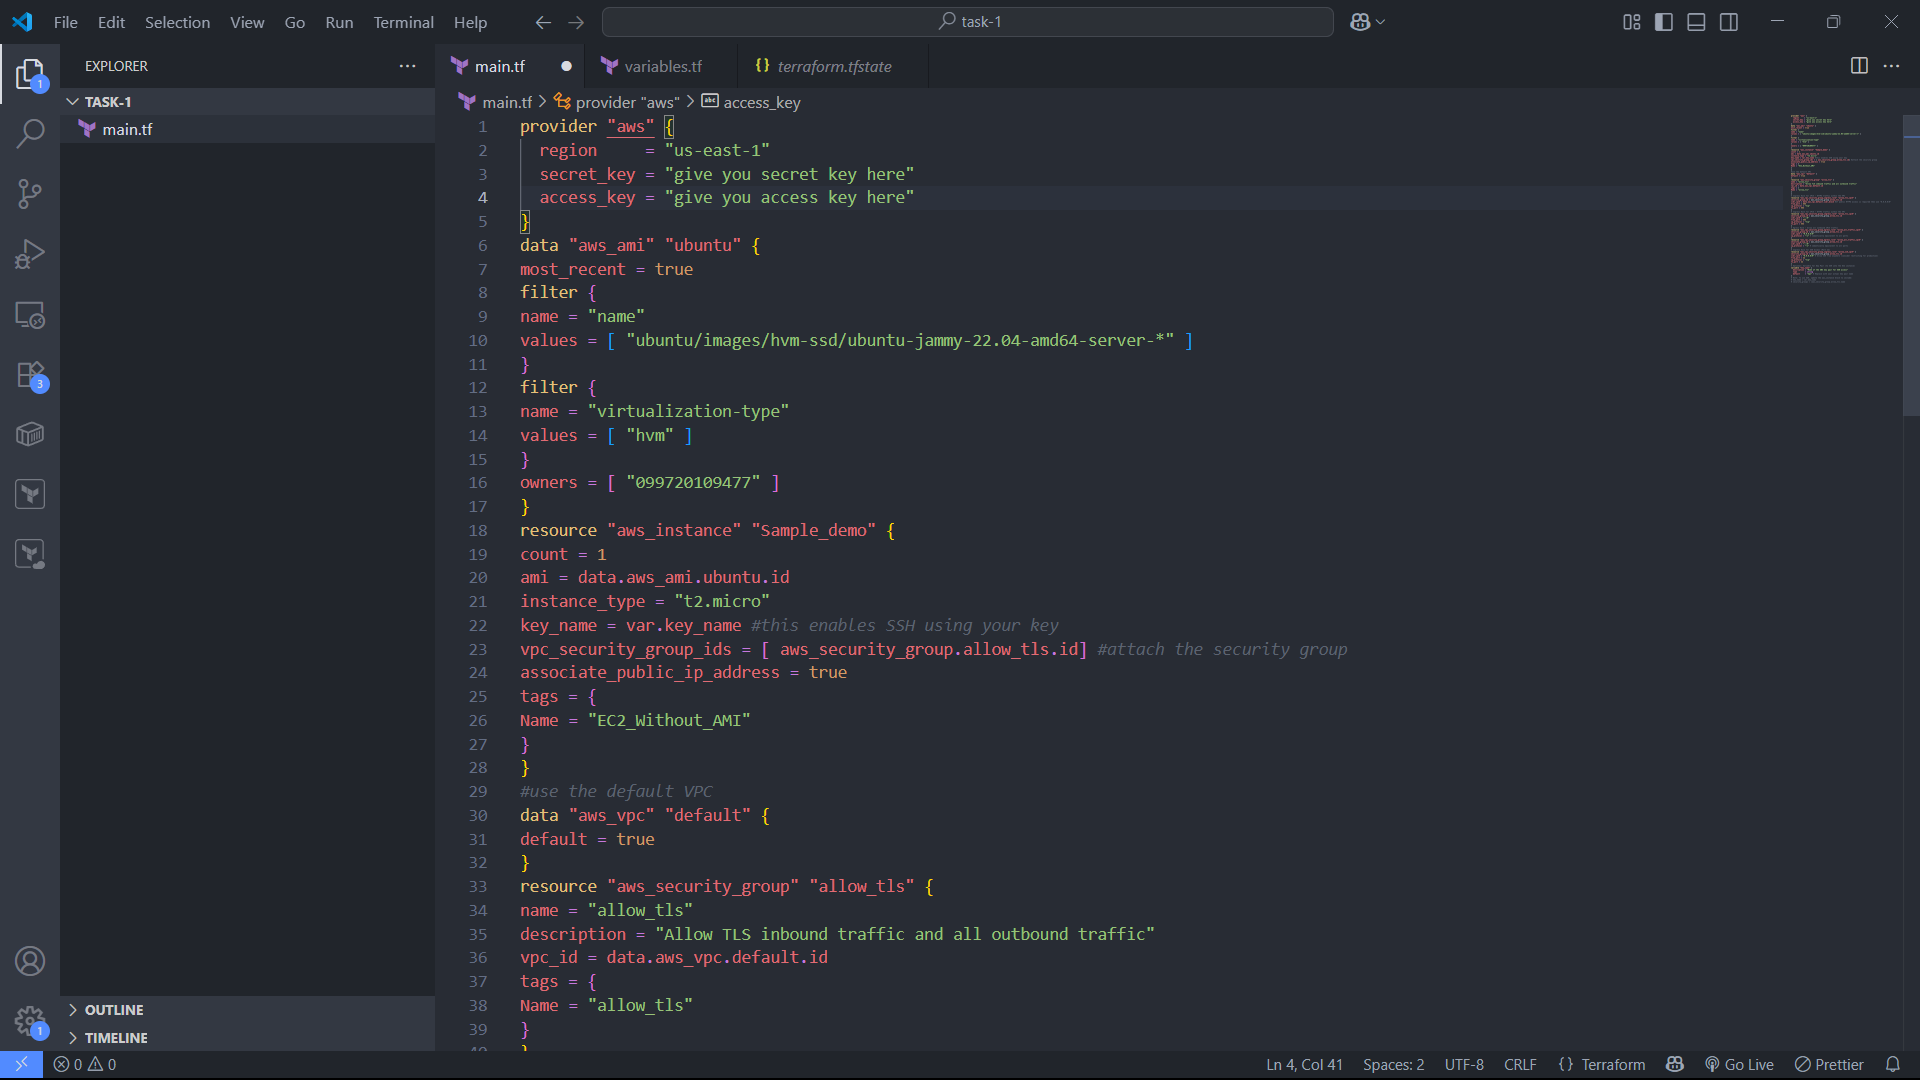 File Edit Selection View Go Run Terminal Help task-1
EXPLORER
main.tf variables.tf {} terraform.tfstate
TASK-1
main.tf
main.tf > provider "aws" > access_key
1 provider "aws" {
2 region = "us-east-1"
3 secret_key = "give you secret key here"
4 access_key = "give you access key here"
5 }
6 data "aws_ami" "ubuntu" {
7 most_recent = true
8 filter {
9 name = "name"
10 values = [ "ubuntu/images/hvm-ssd/ubuntu-jammy-22.04-amd64-server-*" ]
11 }
12 filter {
13 name = "virtualization-type"
14 values = [ "hvm" ]
15 }
16 owners = [ "099720109477" ]
17 }
18 resource "aws_instance" "Sample_demo" {
19 count = 1
20 ami = data.aws_ami.ubuntu.id
21 instance_type = "t2.micro"
22 key_name = var.key_name #this enables SSH using your key
23 vpc_security_group_ids = [ aws_security_group.allow_tls.id] #attach the security group
24 associate_public_ip_address = true
25 tags = {
26 Name = "EC2_Without_AMI"
27 }
28 }
29 #use the default VPC
30 data "aws_vpc" "default" {
31 default = true
32 }
33 resource "aws_security_group" "allow_tls" {
34 name = "allow_tls"
35 description = "Allow TLS inbound traffic and all outbound traffic"
36 vpc_id = data.aws_vpc.default.id
37 tags = {
38 Name = "allow_tls"
39 }
1
3
1
OUTLINE
TIMELINE
0 0 Ln 4, Col 41 Spaces: 2 UTF-8 CRLF {} Terraform Go Live Prettier